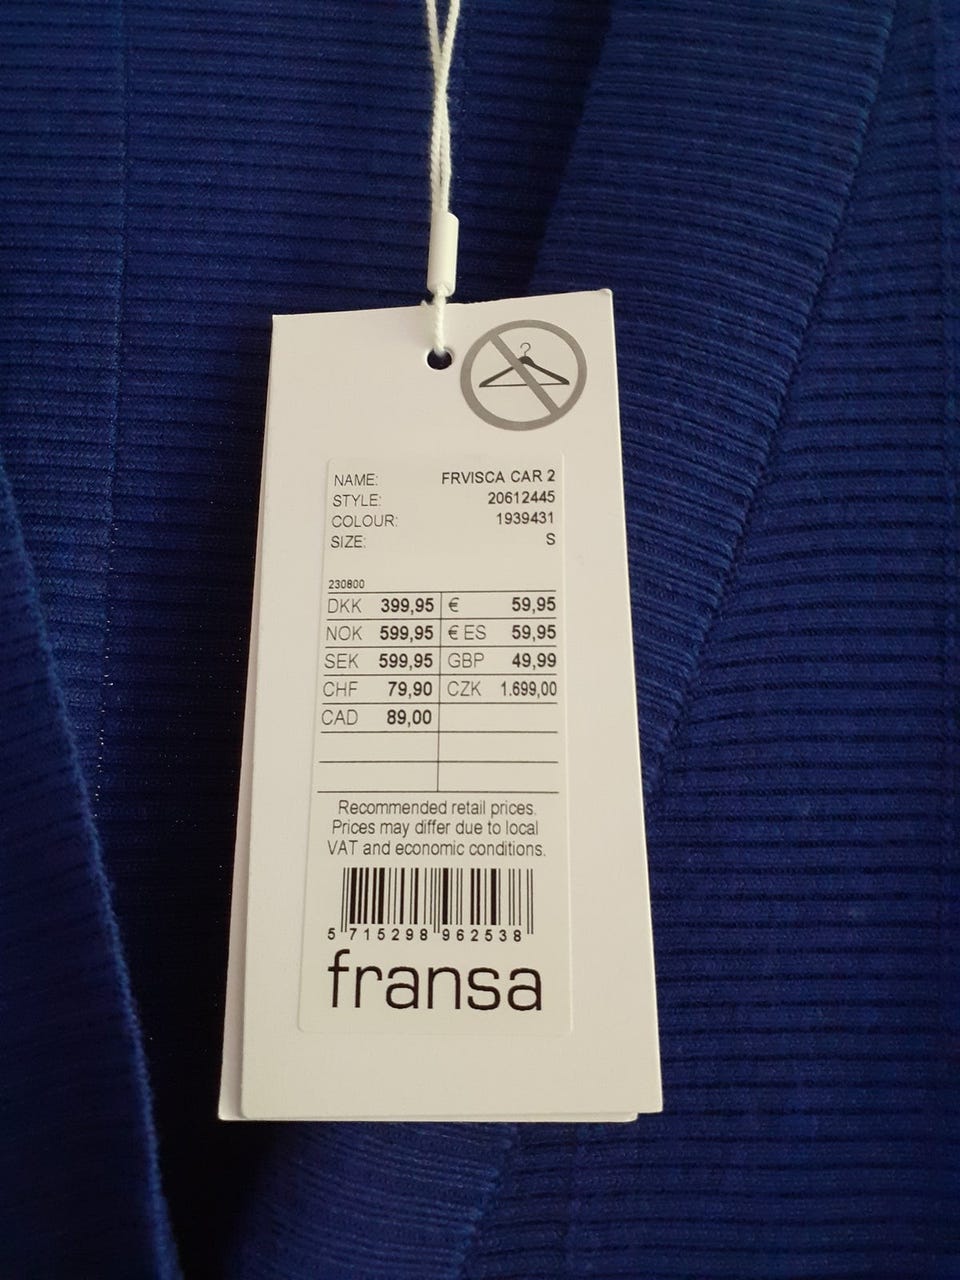 NAME: FRVISCA CAR 2
STYLE: 20612445
COLOUR: 1939431
SIZE: S
230800
DKK 399,95 € 59,95
NOK 599,95 € ES 59,95
SEK 599,95 GBP 49,99
CHF 79,90 CZK 1.699,00
CAD 89,00
Recommended retail prices.
Prices may differ due to local
VAT and economic conditions.
5 715298 962538
fransa